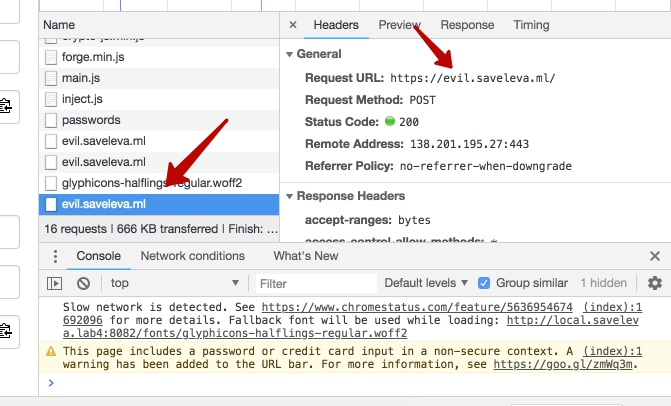 Name
forge.min.js
main.js
inject.js
passwords
evil.saveleva.ml
evil.saveleva.ml
glyphicons-halflings-regular.woff2
evil.saveleva.ml
16 requests | 666 KB transferred | Finish: ...
× Headers Preview Response Timing
General
Request URL: https://evil.saveleva.ml/
Request Method: POST
Status Code: 200
Remote Address: 138.201.195.27:443
Referrer Policy: no-referrer-when-downgrade
Response Headers
accept-ranges: bytes
access-control-allow-methods: *
Console Network conditions What's New
top Filter Default levels Group similar 1 hidden
Slow network is detected. See https://www.chromestatus.com/feature/5636954674 (index):1
692096 for more details. Fallback font will be used while loading: http://local.savelev
a.lab4:8082/fonts/glyphicons-halflings-regular.woff2
This page includes a password or credit card input in a non-secure context. A (index):1
warning has been added to the URL bar. For more information, see https://goo.gl/zmWq3m.